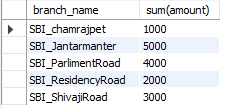 branch_name sum(amount)
SBI_chamrajpet 1000
SBI_Jantarmanter 5000
SBI_ParlimentRoad 4000
SBI_ResidencyRoad 2000
SBI_ShivajiRoad 3000